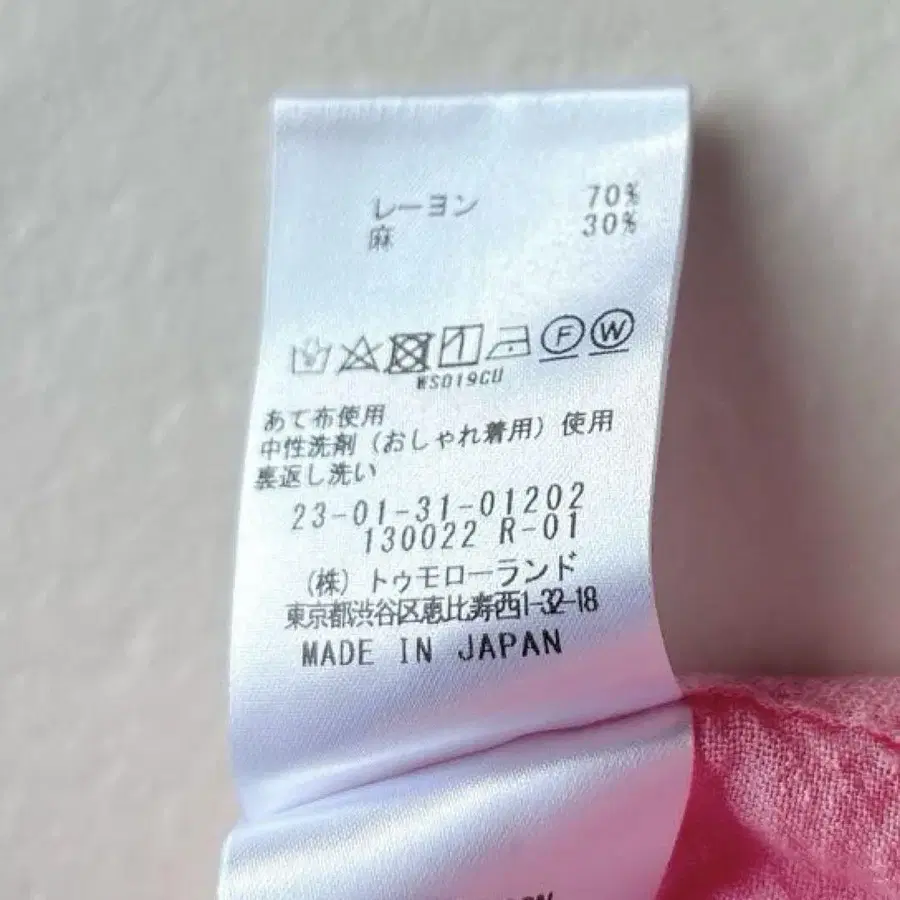 レーヨン 70%
麻 30%
F W
WS019CU
あて布使用
中性洗剤（おしゃれ着用）使用
裏返し洗い
23-01-31-01202
130022 R-01
（株）トゥモローランド
東京都渋谷区恵比寿西1-32-18
MADE IN JAPAN